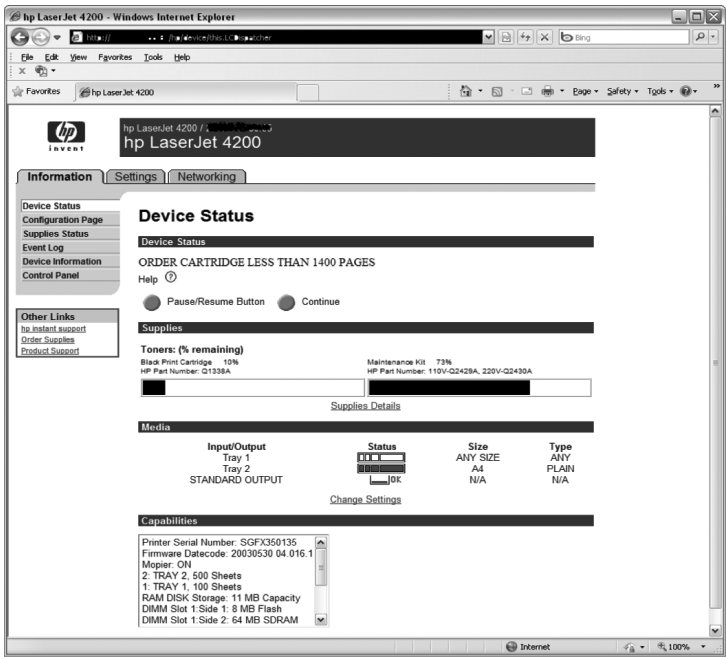 hp LaserJet 4200 - Windows Internet Explorer
http:// /hp/device/this.LCDispatcher
Bing
File Edit View Favorites Tools Help
Favorites hp LaserJet 4200 Page Safety Tools
hp LaserJet 4200 /
hp LaserJet 4200
hp
invent
Information Settings Networking
Device Status
Configuration Page
Supplies Status
Event Log
Device Information
Control Panel
Other Links
hp instant support
Order Supplies
Product Support
Device Status
Device Status
ORDER CARTRIDGE LESS THAN 1400 PAGES
Help ?
Pause/Resume Button Continue
Supplies
Toners: (% remaining)
Black Print Cartridge 10% Maintenance Kit 73%
HP Part Number: Q1338A HP Part Number: 110V-Q2429A, 220V-Q2430A
Supplies Details
Media
Input/Output Status Size Type
Tray 1 ANY SIZE ANY
Tray 2 A4 PLAIN
STANDARD OUTPUT OK N/A N/A
Change Settings
Capabilities
Printer Serial Number: SGFX350135
Firmware Datecode: 20030530 04.016.1
Mopier: ON
2: TRAY 2, 500 Sheets
1: TRAY 1, 100 Sheets
RAM DISK Storage: 11 MB Capacity
DIMM Slot 1:Side 1: 8 MB Flash
DIMM Slot 1:Side 2: 64 MB SDRAM
Internet 100%